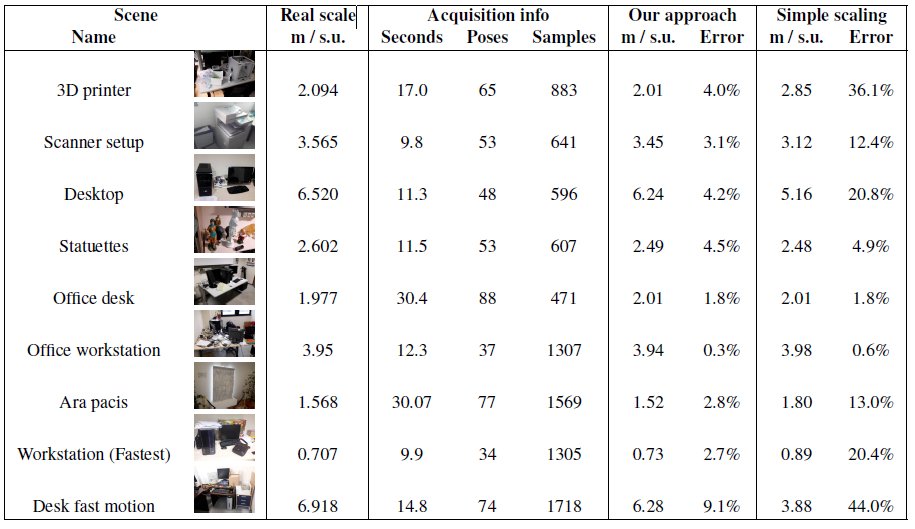 Scene Real scale Acquisition info Our approach Simple scaling
Name m / s.u. Seconds Poses Samples m / s.u. Error m / s.u. Error
3D printer 2.094 17.0 65 883 2.01 4.0% 2.85 36.1%
Scanner setup 3.565 9.8 53 641 3.45 3.1% 3.12 12.4%
Desktop 6.520 11.3 48 596 6.24 4.2% 5.16 20.8%
Statuettes 2.602 11.5 53 607 2.49 4.5% 2.48 4.9%
Office desk 1.977 30.4 88 471 2.01 1.8% 2.01 1.8%
Office workstation 3.95 12.3 37 1307 3.94 0.3% 3.98 0.6%
Ara pacis 1.568 30.07 77 1569 1.52 2.8% 1.80 13.0%
Workstation (Fastest) 0.707 9.9 34 1305 0.73 2.7% 0.89 20.4%
Desk fast motion 6.918 14.8 74 1718 6.28 9.1% 3.88 44.0%